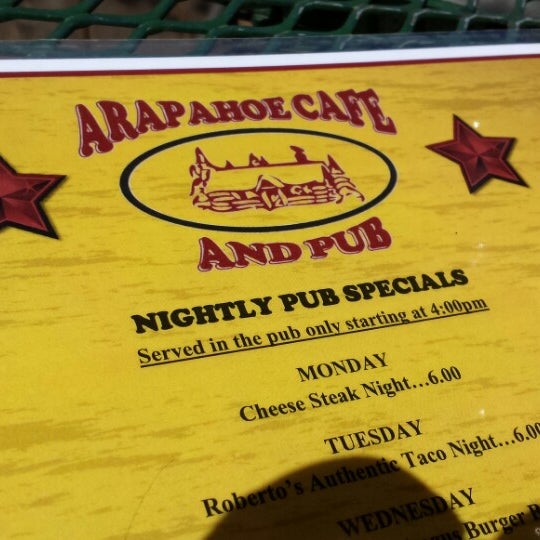 ARAPAHOE CAFE
AND PUB
NIGHTLY PUB SPECIALS
Served in the pub only starting at 4:00pm
MONDAY
Cheese Steak Night...6.00
TUESDAY
Roberto's Authentic Taco Night...6.00
WEDNESDAY
Burger